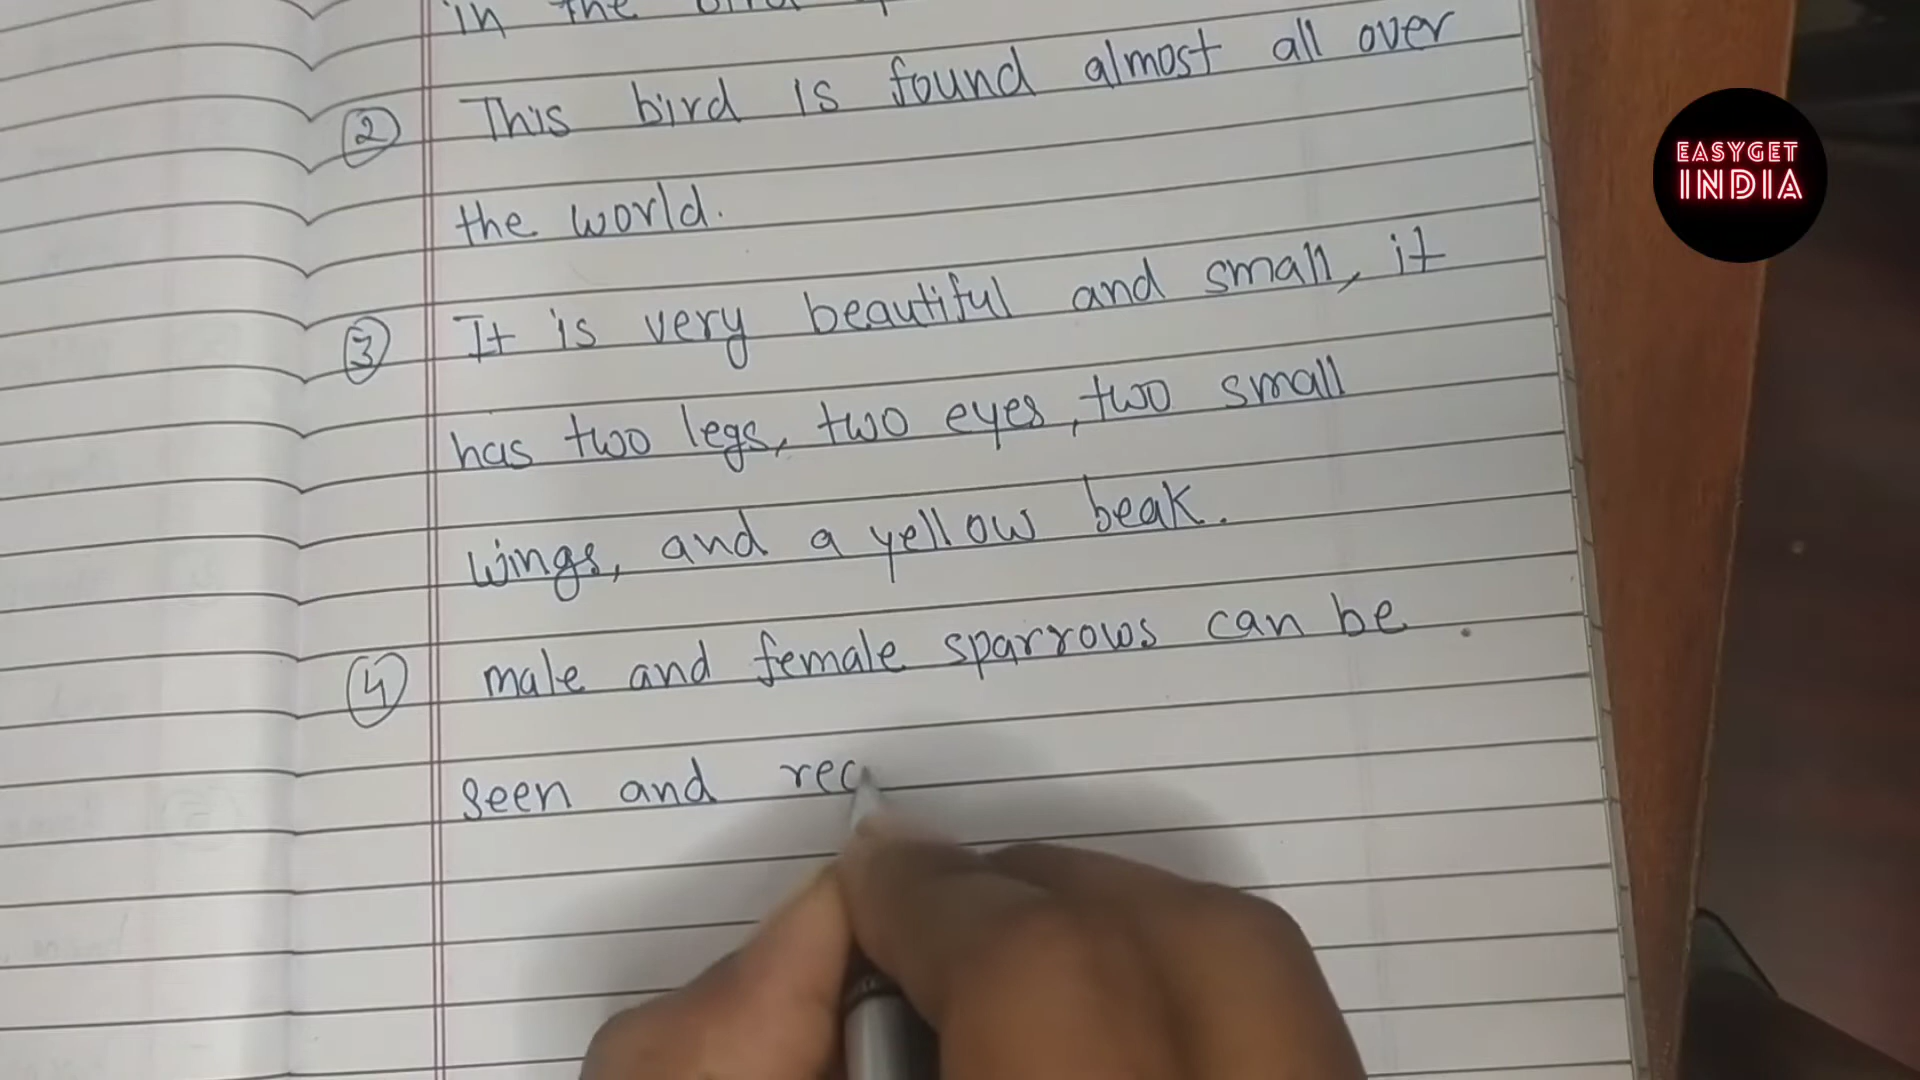 in the bird
② This bird is found almost all over
the world.
③ It is very beautiful and small, it
has two legs, two eyes, two small
wings, and a yellow beak.
④ male and female sparrows can be
seen and rec
EASYGET
INDIA